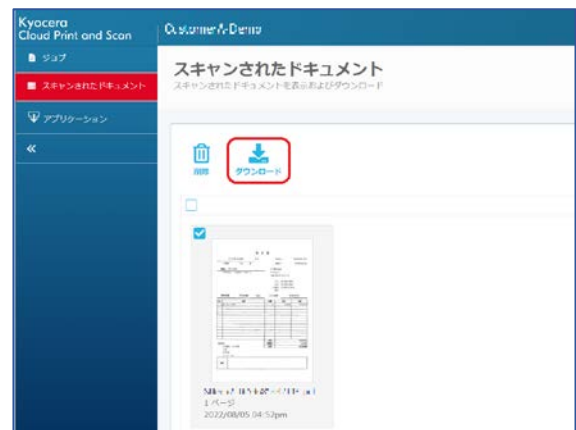 Kyocera
Cloud Print and Scan
CustomerA-Demo
ジョブ
スキャンされたドキュメント
アプリケーション
«
スキャンされたドキュメント
スキャンされたドキュメントを表示およびダウンロード
削除
ダウンロード
1 ページ
2022/08/05 04:52pm